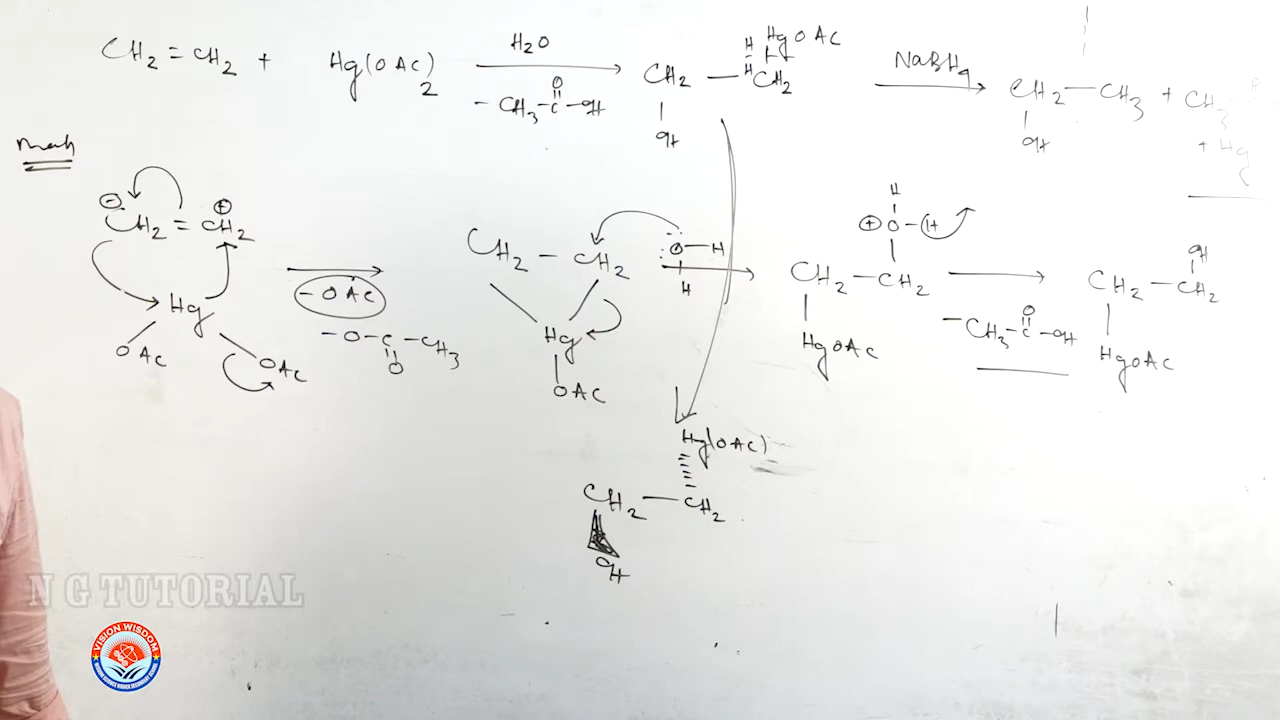 CH2 = CH2 + Hg(OAc)2
H2O
- CH3-C-OH
O
CH2 — CH2
OH
HgOAc
H
H
NaBH4
CH2 — CH3 + CH3
OH
+ Hg
Mech
⊖ ⊕
CH2 = CH2
Hg
OAc OAc
- OAc
- O - C - CH3
O
CH2 - CH2
Hg
OAc
O - H
H
H
⊕ O - H
CH2 - CH2
HgOAc
- CH3 - C - OH
O
OH
CH2 - CH2
HgOAc
Hg(OAc)
CH2 — CH2
OH
N G TUTORIAL
VISION WISDOM